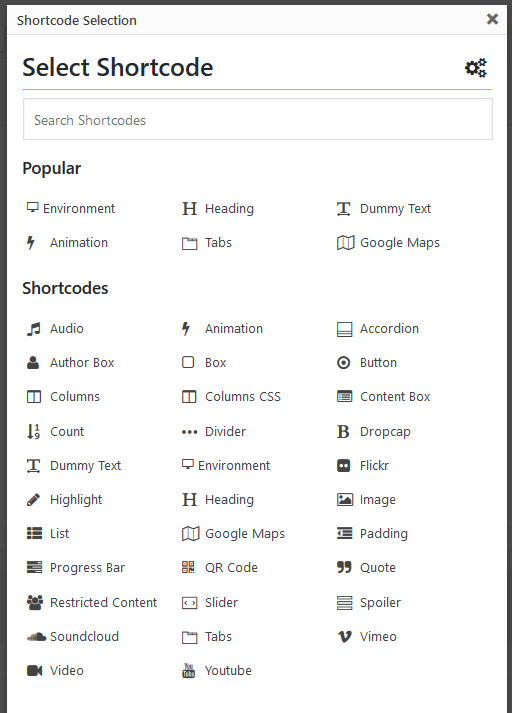 Shortcode Selection
Select Shortcode
Search Shortcodes
Popular
Environment Heading Dummy Text
Animation Tabs Google Maps
Shortcodes
Audio Animation Accordion
Author Box Box Button
Columns Columns CSS Content Box
Count Divider Dropcap
Dummy Text Environment Flickr
Highlight Heading Image
List Google Maps Padding
Progress Bar QR Code Quote
Restricted Content Slider Spoiler
Soundcloud Tabs Vimeo
Video Youtube